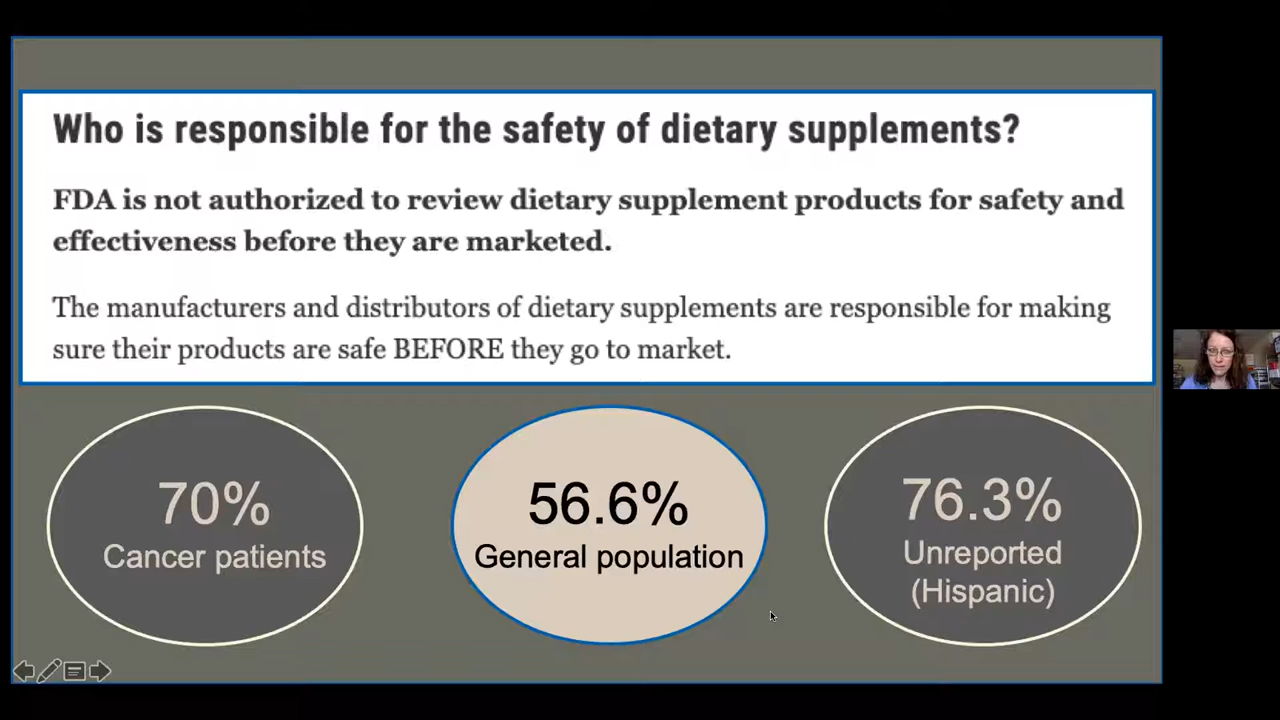 Who is responsible for the safety of dietary supplements?
FDA is not authorized to review dietary supplement products for safety and
effectiveness before they are marketed.
The manufacturers and distributors of dietary supplements are responsible for making
sure their products are safe BEFORE they go to market.
70%
Cancer patients
56.6%
General population
76.3%
Unreported
(Hispanic)